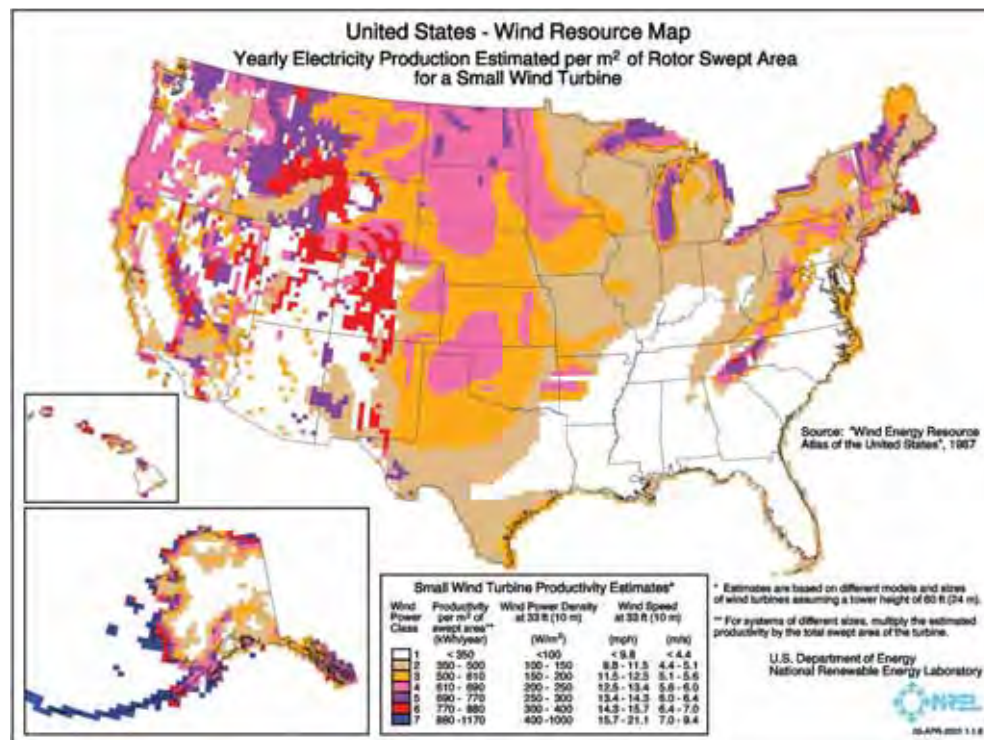 United States - Wind Resource Map
Yearly Electricity Production Estimated per m² of Rotor Swept Area
for a Small Wind Turbine
Source: "Wind Energy Resource
Atlas of the United States", 1987
Small Wind Turbine Productivity Estimates*
Wind Power Class Productivity per m² of swept area** (kWh/year) Wind Power Density at 33 ft (10 m) (W/m²) Wind Speed at 33 ft (10 m) (mph) (m/s)
1 <350 <100 <9.8 <4.4
2 350 - 500 100 - 150 9.8 - 11.5 4.4 - 5.1
3 500 - 610 150 - 200 11.5 - 12.5 5.1 - 5.6
4 610 - 690 200 - 250 12.5 - 13.4 5.6 - 6.0
5 690 - 770 250 - 300 13.4 - 14.3 6.0 - 6.4
6 770 - 880 300 - 400 14.3 - 15.7 6.4 - 7.0
7 880 - 1170 400 - 1000 15.7 - 21.1 7.0 - 9.4
* Estimates are based on different models and sizes
of wind turbines assuming a tower height of 80 ft (24 m).
** For systems of different sizes, multiply the estimated
productivity by the total swept area of the turbine.
U.S. Department of Energy
National Renewable Energy Laboratory
NREL